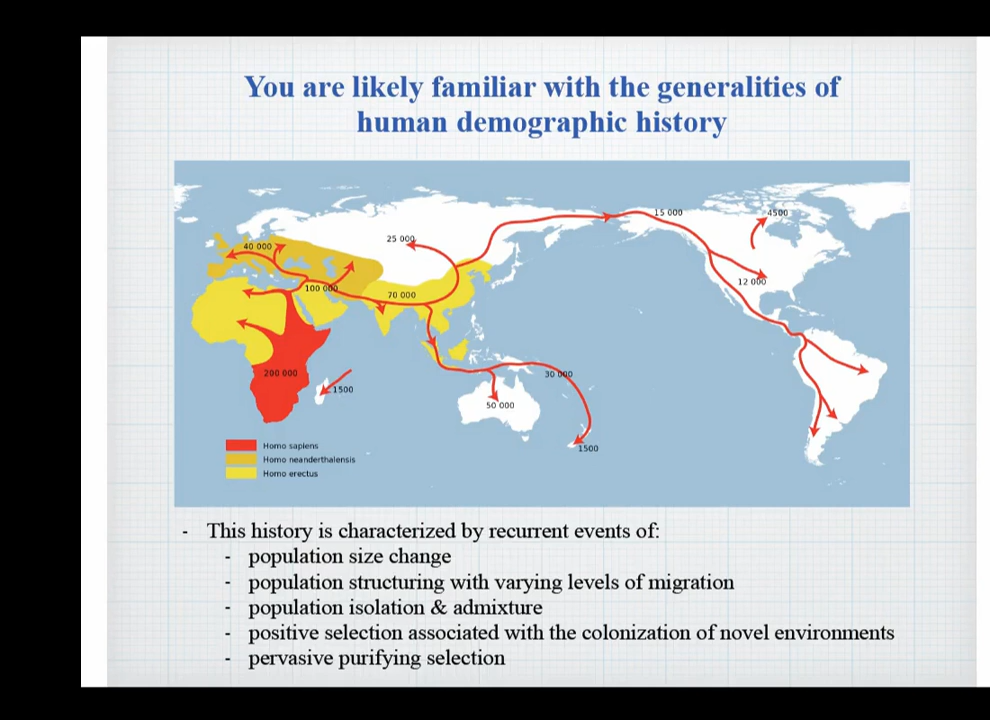 You are likely familiar with the generalities of
human demographic history
15 000
4500
40 000
25 000
12 000
100 000
70 000
200 000
30 000
1500
50 000
1500
Homo sapiens
Homo neanderthalensis
Homo erectus
- This history is characterized by recurrent events of:
- population size change
- population structuring with varying levels of migration
- population isolation & admixture
- positive selection associated with the colonization of novel environments
- pervasive purifying selection